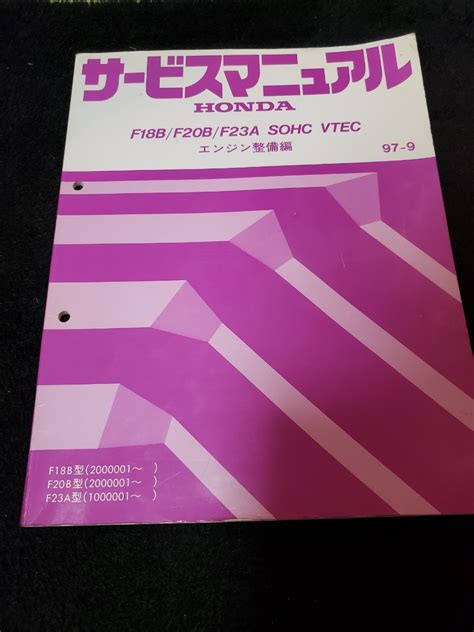 サービスマニュアル
HONDA
F18B/F20B/F23A SOHC VTEC
エンジン整備編 97-9
F18B型(2000001～ )
F20B型(2000001～ )
F23A型(1000001～ )